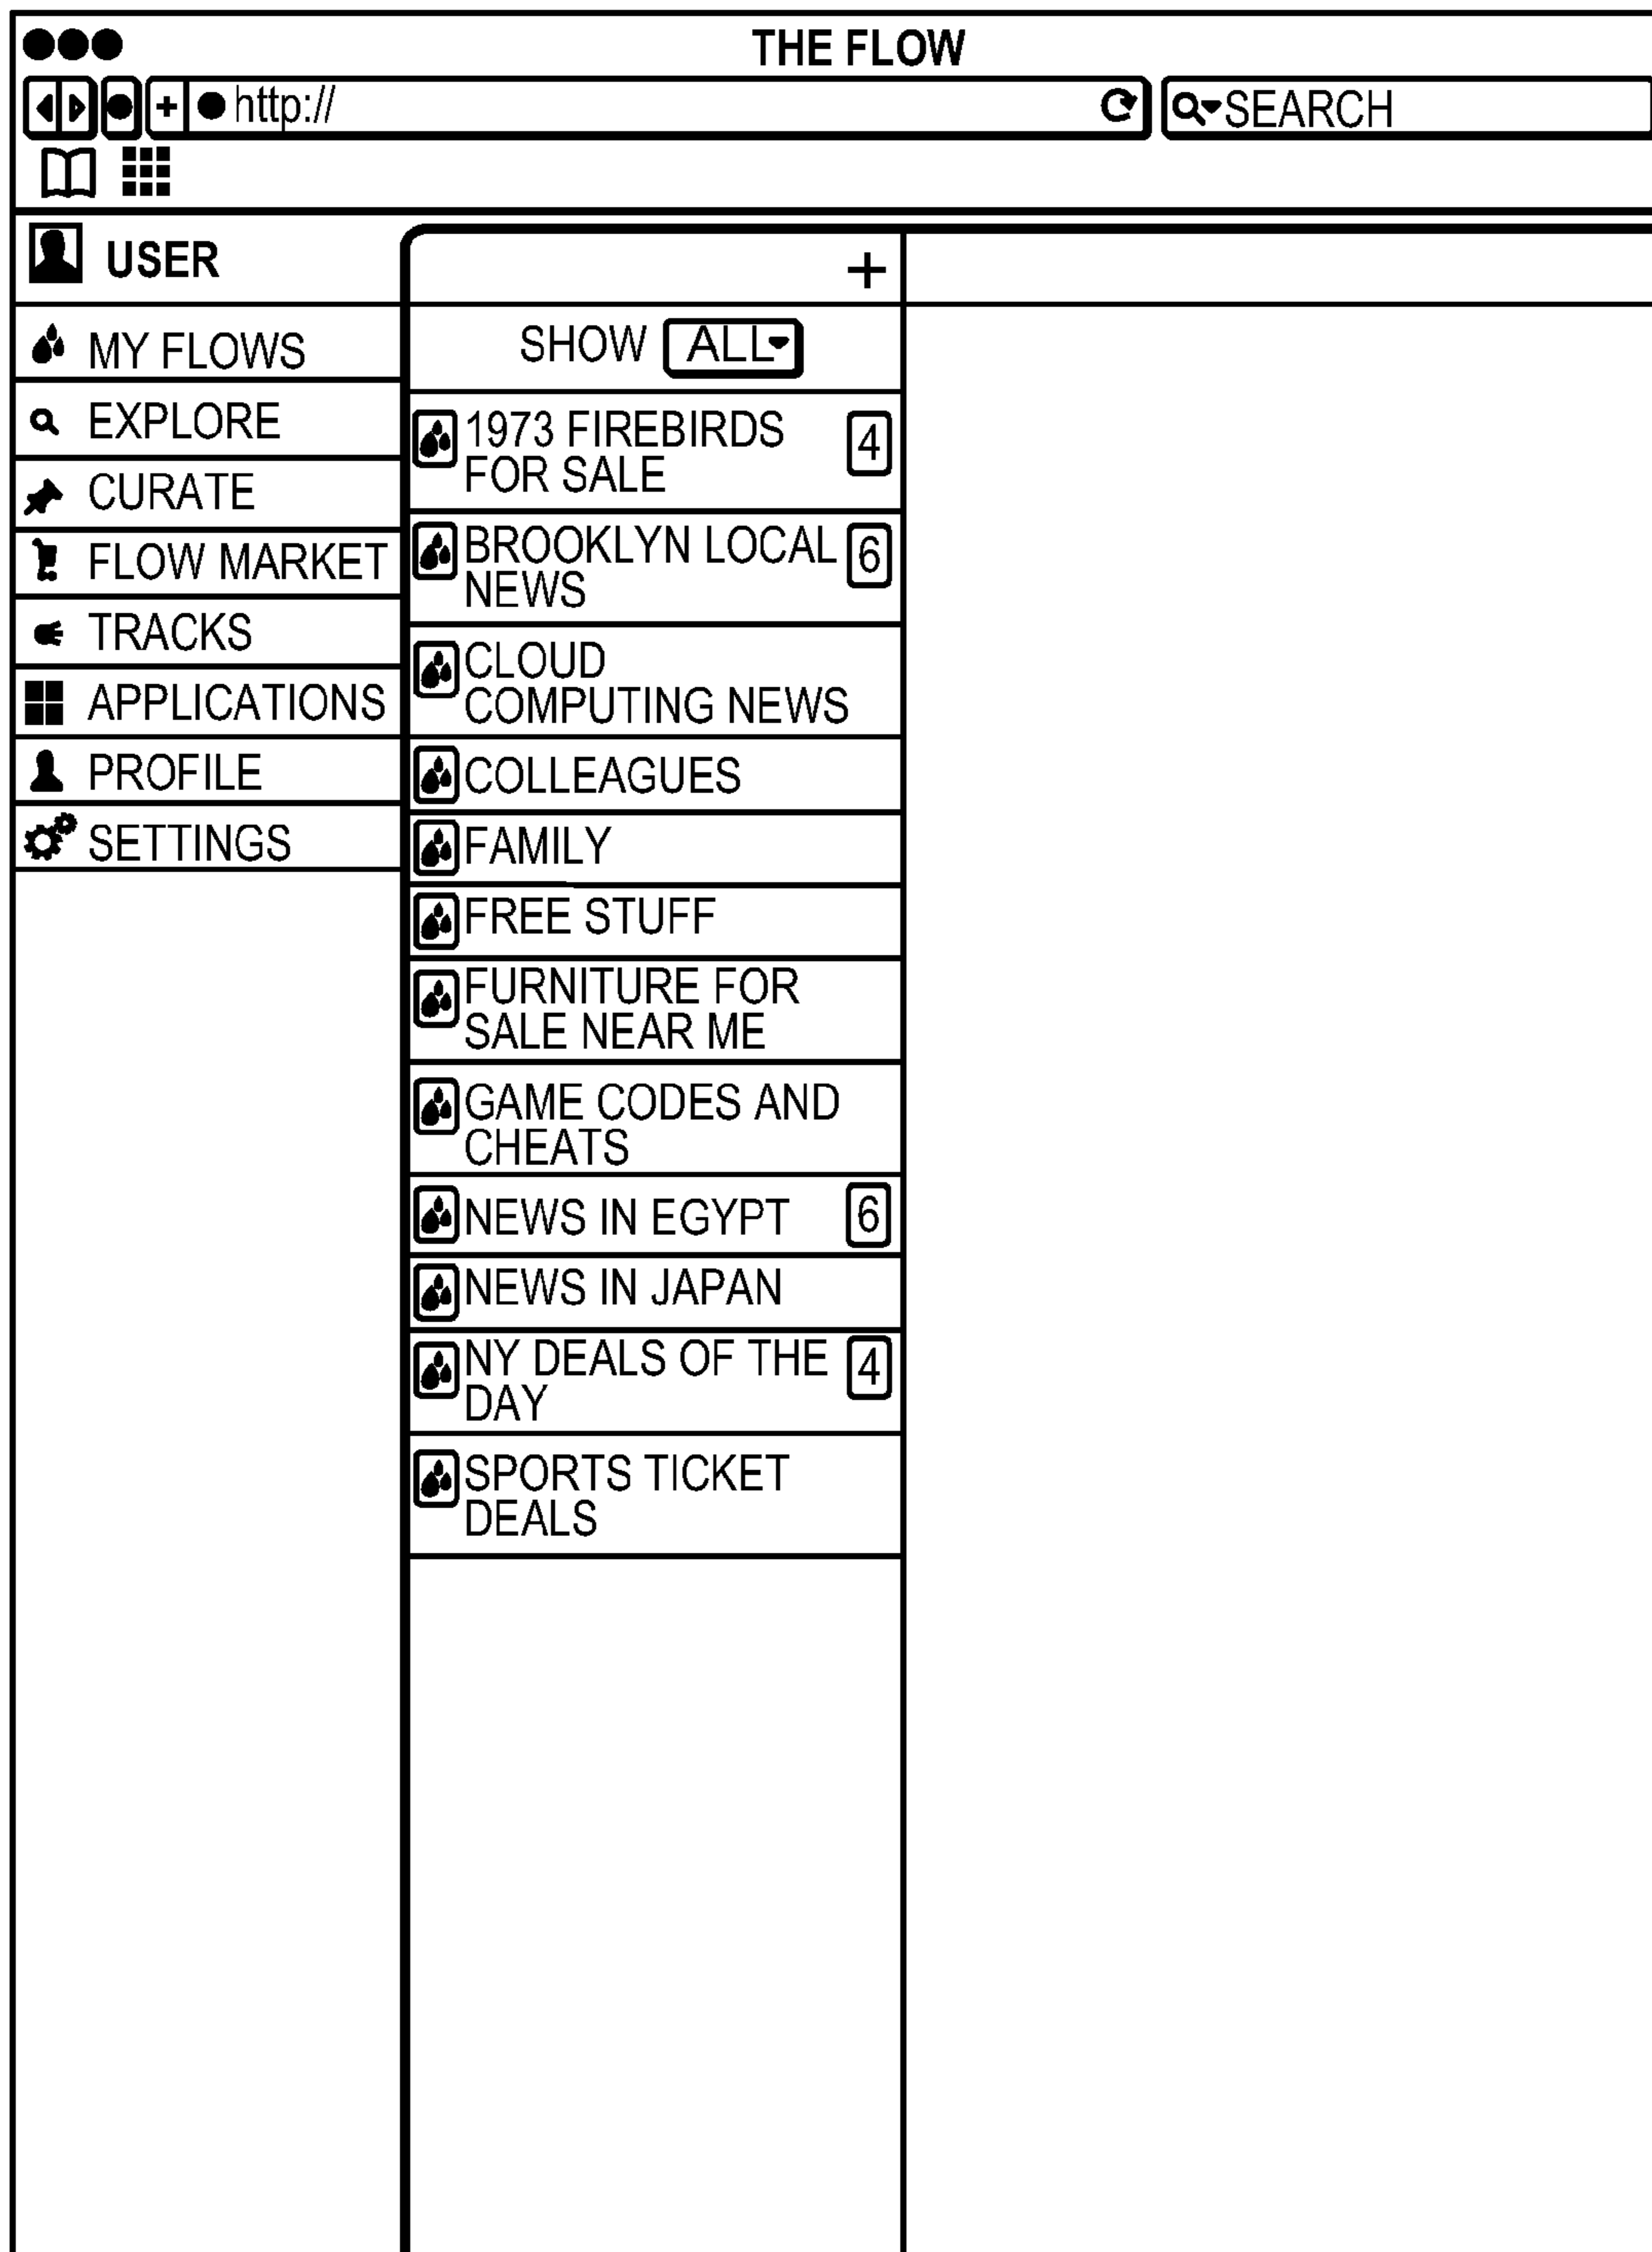 THE FLOW
http://
SEARCH
USER
+
MY FLOWS
EXPLORE
CURATE
FLOW MARKET
TRACKS
APPLICATIONS
PROFILE
SETTINGS
SHOW ALL
1973 FIREBIRDS
FOR SALE
4
BROOKLYN LOCAL
NEWS
6
CLOUD
COMPUTING NEWS
COLLEAGUES
FAMILY
FREE STUFF
FURNITURE FOR
SALE NEAR ME
GAME CODES AND
CHEATS
NEWS IN EGYPT
6
NEWS IN JAPAN
NY DEALS OF THE
DAY
4
SPORTS TICKET
DEALS